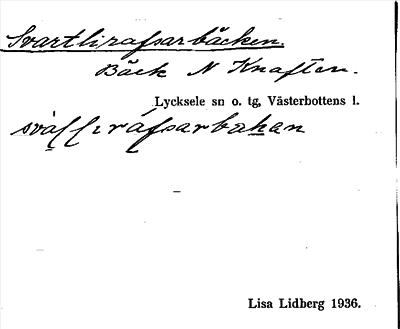 Svartlirafsarbäcken.
Bäck N Knaften.
Lycksele sn o. tg, Västerbottens l.
Lisa Lidberg 1936.